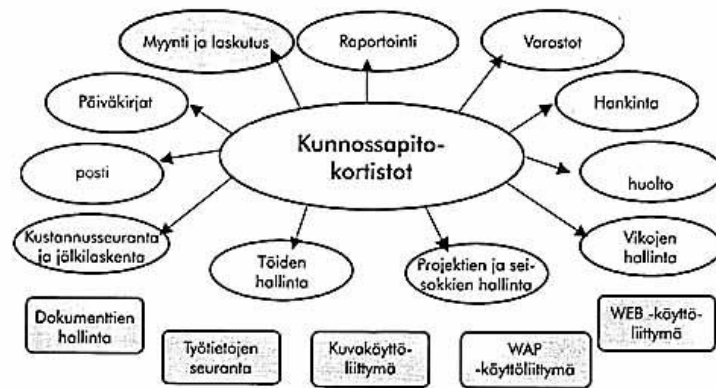 Myynti ja laskutus
Raportointi
Varastot
Päiväkirjat
Hankinta
Kunnossapito-
kortistot
posti
huolto
Kustannusseuranta
ja jälkilaskenta
Töiden
hallinta
Projektien ja sei-
sokkien hallinta
Vikojen
hallinta
Dokumenttien
hallinta
Työtietojen
seuranta
Kuvakäyttö-
liittymä
WAP
-käyttöliittymä
WEB -käyttö-
liittymä